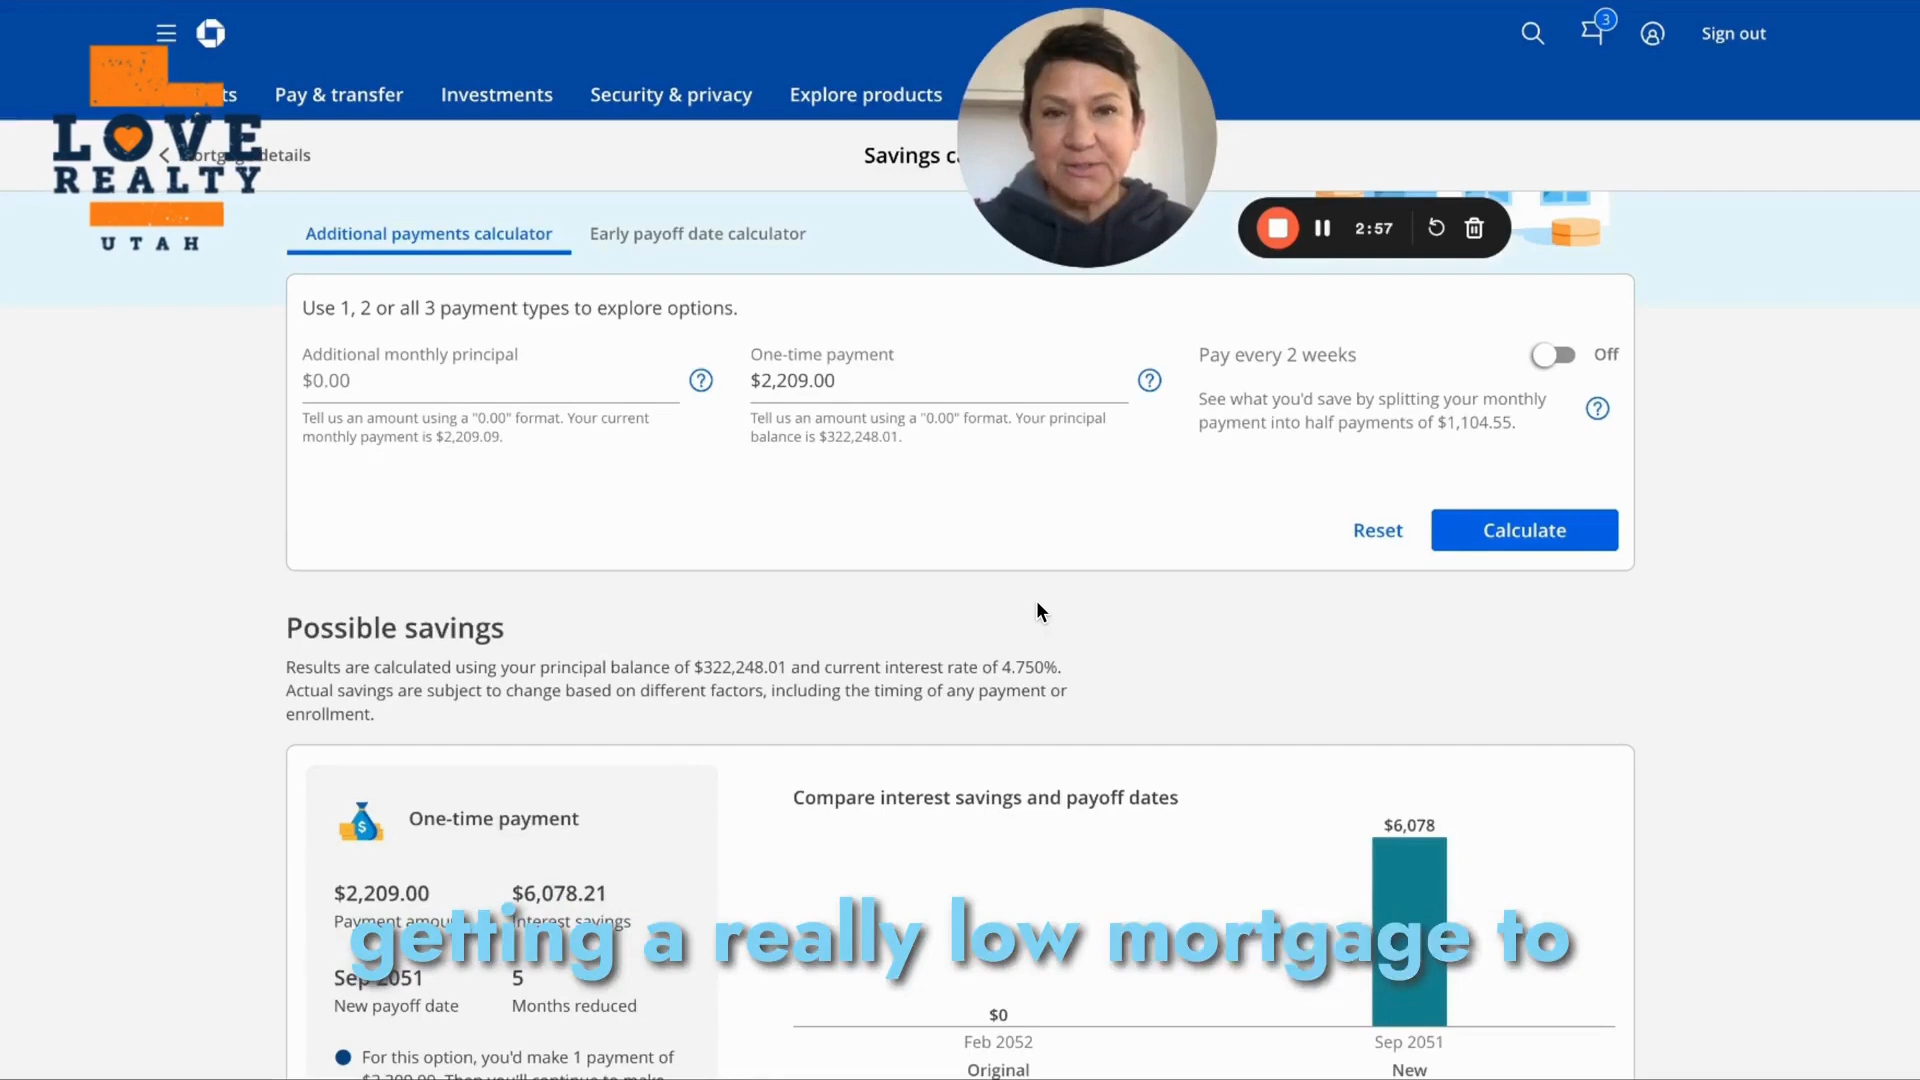 3
Sign out
ts
Pay & transfer
Investments
Security & privacy
Explore products
LOVE
REALTY
UTAH
details
Savings
2:57
Additional payments calculator
Early payoff date calculator
Use 1, 2 or all 3 payment types to explore options.
Additional monthly principal
$0.00
Tell us an amount using a "0.00" format. Your current
monthly payment is $2,209.09.
One-time payment
$2,209.00
Tell us an amount using a "0.00" format. Your principal
balance is $322,248.01.
Pay every 2 weeks
Off
See what you'd save by splitting your monthly
payment into half payments of $1,104.55.
Reset
Calculate
Possible savings
Results are calculated using your principal balance of $322,248.01 and current interest rate of 4.750%.
Actual savings are subject to change based on different factors, including the timing of any payment or
enrollment.
One-time payment
$2,209.00
Payment
$6,078.21
Interest savings
Sep 2051
New payoff date
5
Months reduced
For this option, you'd make 1 payment of
Compare interest savings and payoff dates
$6,078
$0
Feb 2052
Original
Sep 2051
New
getting a really low mortgage to